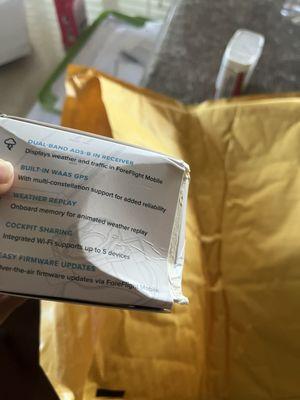 DUAL-BAND ADS-B IN RECEIVER
Displays weather and traffic in ForeFlight Mobile
BUILT-IN WAAS GPS
With multi-constellation support for added reliability
WEATHER REPLAY
Onboard memory for animated weather replay
COCKPIT SHARING
Integrated Wi-Fi supports up to 5 devices
EASY FIRMWARE UPDATES
Over-the-air firmware updates via ForeFlight Mobile